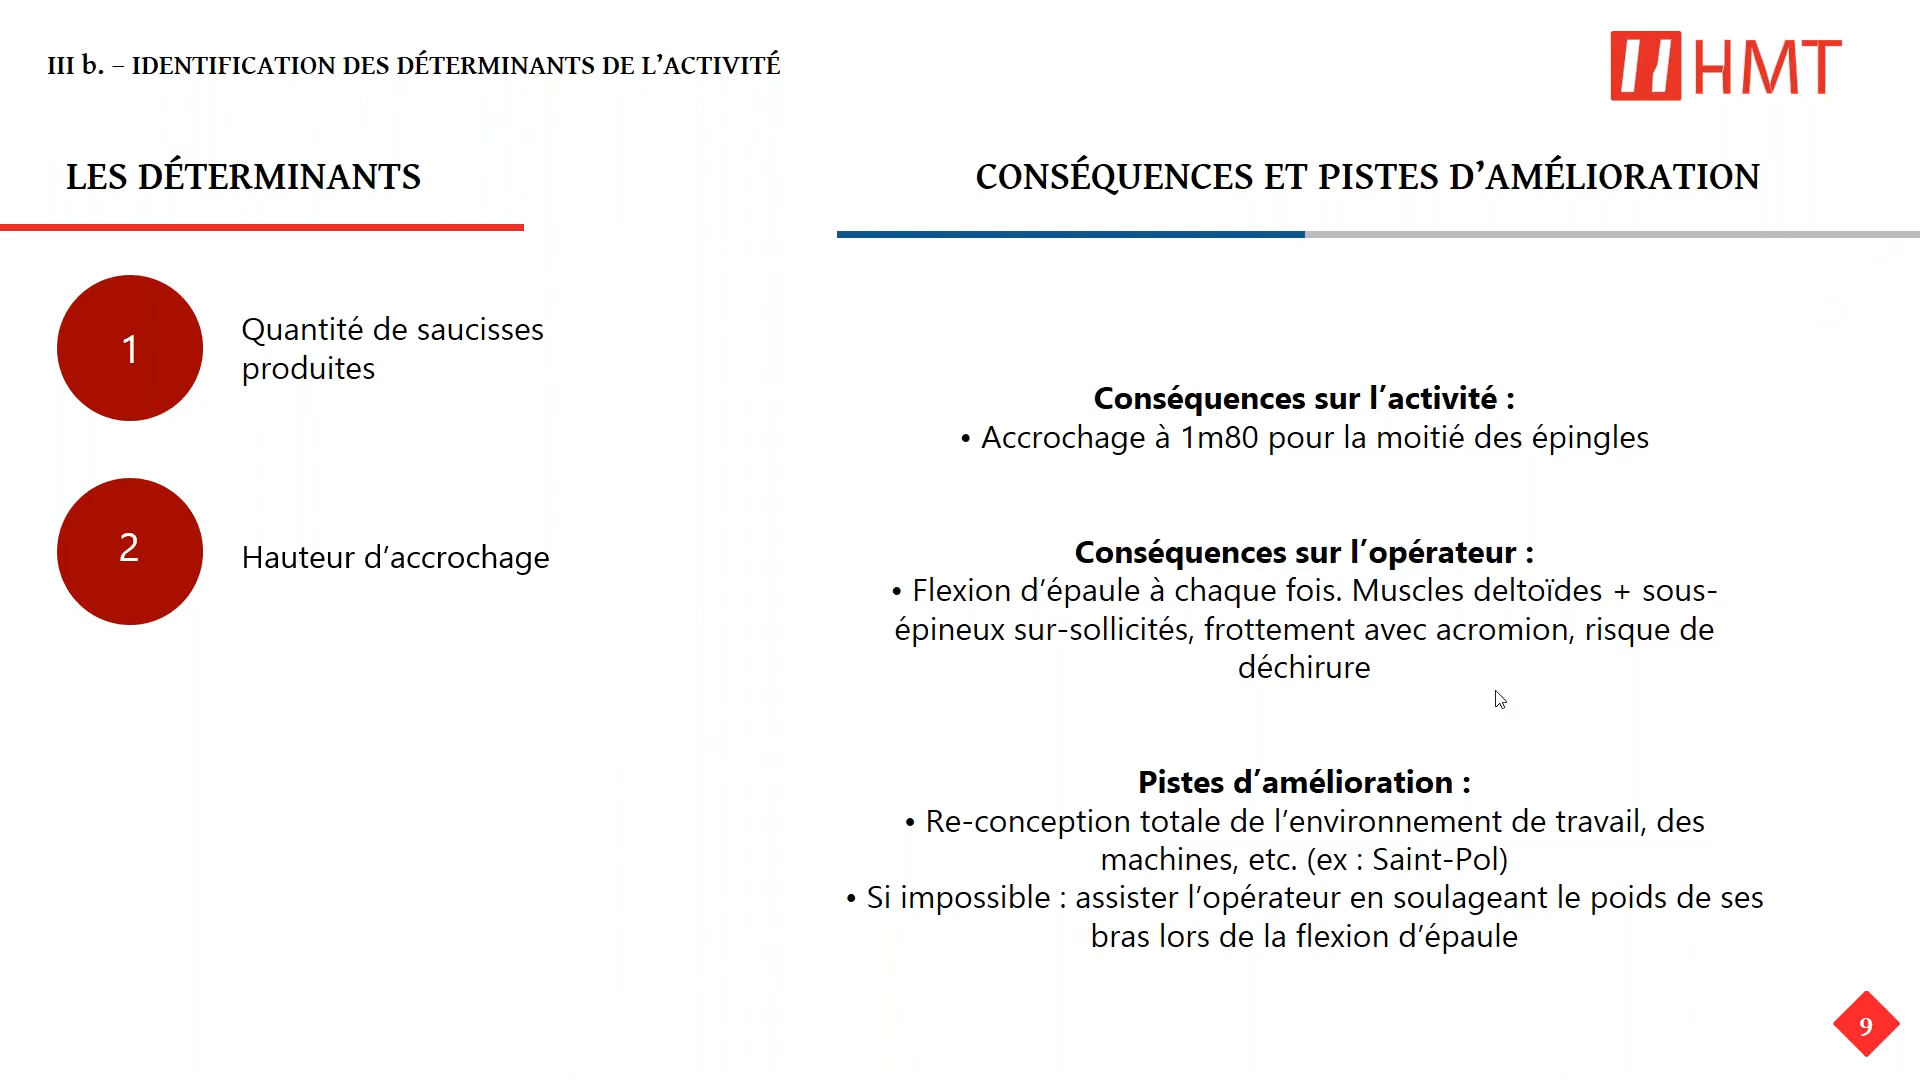 III b. – IDENTIFICATION DES DÉTERMINANTS DE L’ACTIVITÉ
HMT
LES DÉTERMINANTS
CONSÉQUENCES ET PISTES D’AMÉLIORATION
1
Quantité de saucisses
produites
2
Hauteur d’accrochage
Conséquences sur l’activité :
• Accrochage à 1m80 pour la moitié des épingles
Conséquences sur l’opérateur :
• Flexion d’épaule à chaque fois. Muscles deltoïdes + sous-
épineux sur-sollicités, frottement avec acromion, risque de
déchirure
Pistes d’amélioration :
• Re-conception totale de l’environnement de travail, des
machines, etc. (ex : Saint-Pol)
• Si impossible : assister l’opérateur en soulageant le poids de ses
bras lors de la flexion d’épaule
9